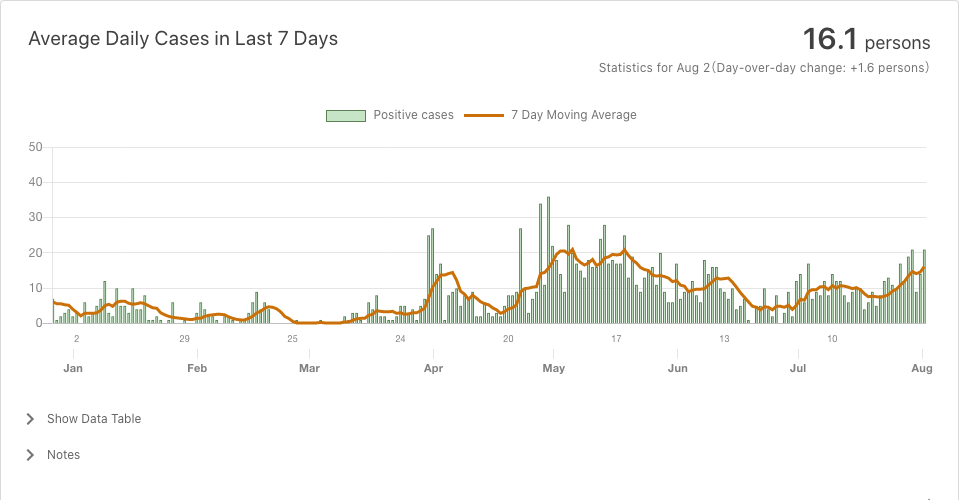 Average Daily Cases in Last 7 Days
16.1 persons
Statistics for Aug 2(Day-over-day change: +1.6 persons)
Positive cases 7 Day Moving Average
50
40
30
20
10
0
2 29 25 24 20 17 13 10
Jan Feb Mar Apr May Jun Jul Aug
Show Data Table
Notes